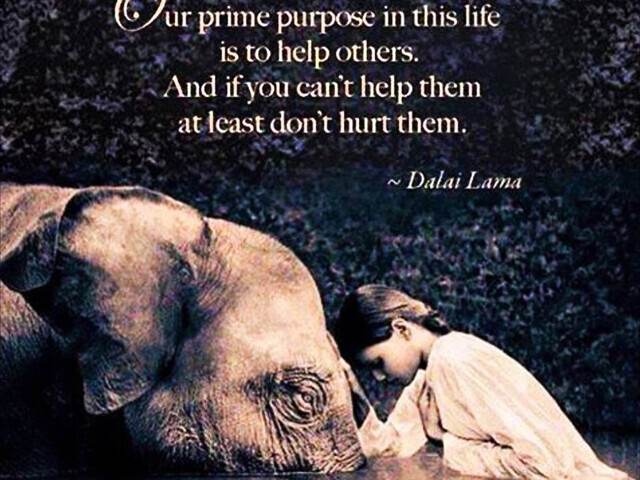 Our prime purpose in this life
is to help others.
And if you can't help them
at least don't hurt them.
~ Dalai Lama